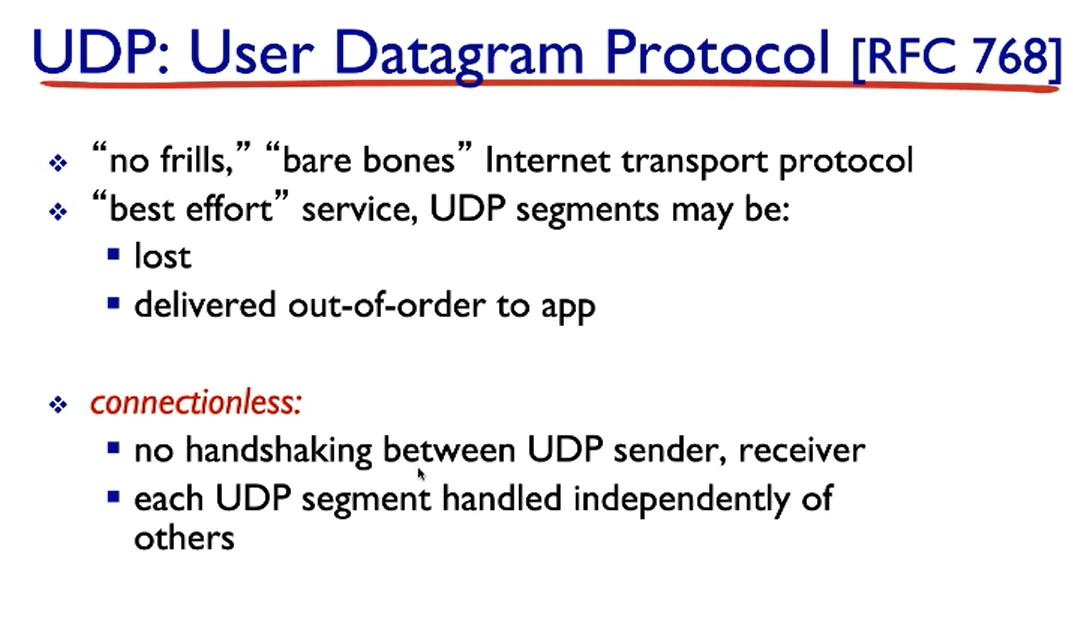 UDP: User Datagram Protocol [RFC 768]
“no frills,” “bare bones” Internet transport protocol
“best effort” service, UDP segments may be:
lost
delivered out-of-order to app
connectionless:
no handshaking between UDP sender, receiver
each UDP segment handled independently of
others